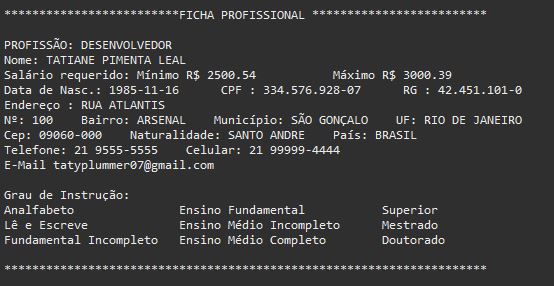 *************************FICHA PROFISSIONAL *************************
PROFISSÃO: DESENVOLVEDOR
Nome: TATIANE PIMENTA LEAL
Salário requerido: Mínimo R$ 2500.54 Máximo R$ 3000.39
Data de Nasc.: 1985-11-16 CPF : 334.576.928-07 RG : 42.451.101-0
Endereço : RUA ATLANTIS
Nº: 100 Bairro: ARSENAL Município: SÃO GONÇALO UF: RIO DE JANEIRO
Cep: 09060-000 Naturalidade: SANTO ANDRE País: BRASIL
Telefone: 21 9555-5555 Celular: 21 99999-4444
E-Mail tatyplummer07@gmail.com
Grau de Instrução:
Analfabeto Ensino Fundamental Superior
Lê e Escreve Ensino Médio Incompleto Mestrado
Fundamental Incompleto Ensino Médio Completo Doutorado
*********************************************************************